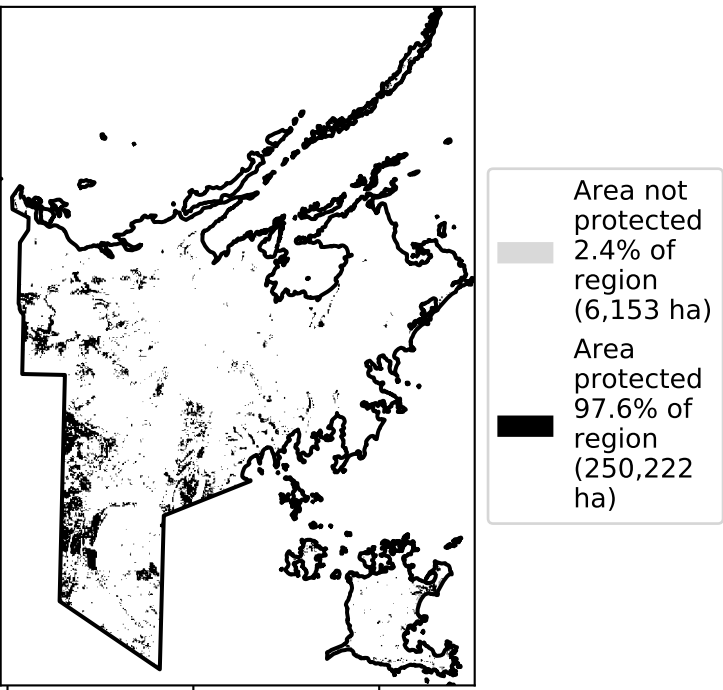 Area not
protected
2.4% of
region
(6,153 ha)
Area
protected
97.6% of
region
(250,222
ha)